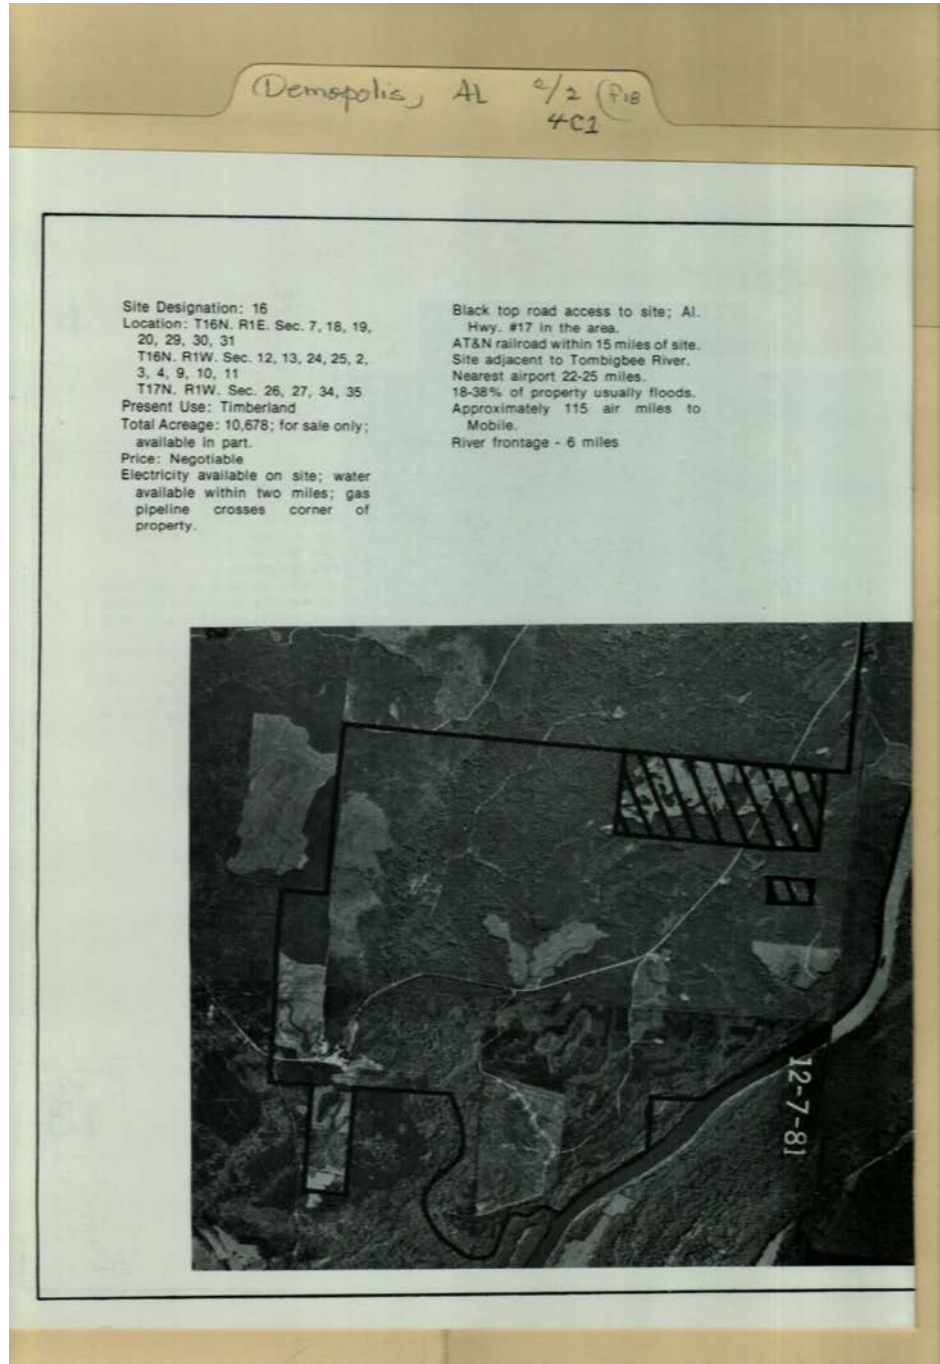 Demopolis, AL 2/2 (F18
4C1
Site Designation: 16
Location: T16N. R1E. Sec. 7, 18, 19,
20, 29, 30, 31
T16N. R1W. Sec. 12, 13, 24, 25, 2,
3, 4, 9, 10, 11
T17N. R1W. Sec. 26, 27, 34, 35
Present Use: Timberland
Total Acreage: 10,678; for sale only;
available in part.
Price: Negotiable
Electricity available on site; water
available within two miles; gas
pipeline crosses corner of
property.
Black top road access to site; Al.
Hwy. #17 in the area.
AT&N railroad within 15 miles of site.
Site adjacent to Tombigbee River.
Nearest airport 22-25 miles.
18-38% of property usually floods.
Approximately 115 air miles to
Mobile.
River frontage - 6 miles
12-7-81